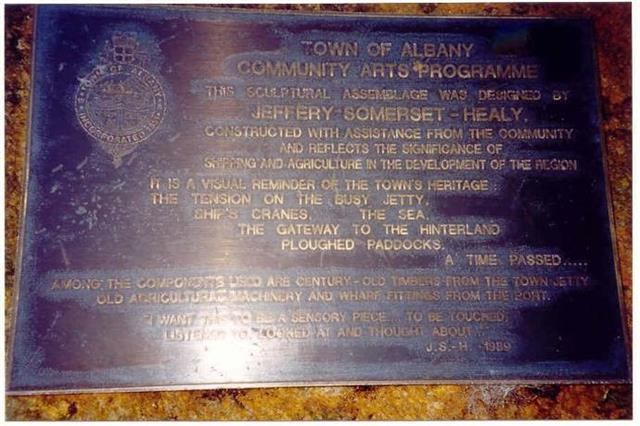 TOWN OF ALBANY
INCORPORATED
TOWN OF ALBANY
COMMUNITY ARTS PROGRAMME
THIS SCULPTURAL ASSEMBLAGE WAS DESIGNED BY
JEFFERY SOMERSET-HEALY.
CONSTRUCTED WITH ASSISTANCE FROM THE COMMUNITY
AND REFLECTS THE SIGNIFICANCE OF
SHIPPING AND AGRICULTURE IN THE DEVELOPMENT OF THE REGION
IT IS A VISUAL REMINDER OF THE TOWN'S HERITAGE:
THE TENSION ON THE BUSY JETTY,
SHIP'S CRANES, THE SEA,
THE GATEWAY TO THE HINTERLAND
PLOUGHED PADDOCKS.
A TIME PASSED.....
AMONG THE COMPONENTS USED ARE CENTURY-OLD TIMBERS FROM THE TOWN JETTY
OLD AGRICULTURAL MACHINERY AND WHARF FITTINGS FROM THE PORT.
"I WANT THIS TO BE A SENSORY PIECE... TO BE TOUCHED,
LISTENED TO, LOOKED AT AND THOUGHT ABOUT."
J.S-H. 1989